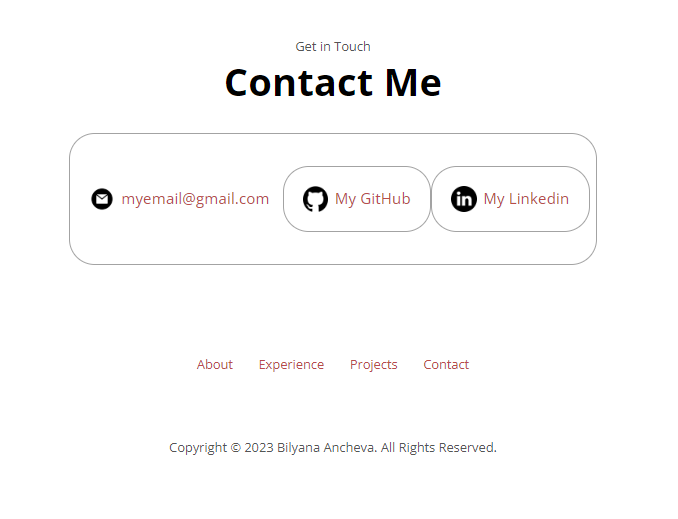 Get in Touch
Contact Me
myemail@gmail.com My GitHub My Linkedin
About Experience Projects Contact
Copyright © 2023 Bilyana Ancheva. All Rights Reserved.